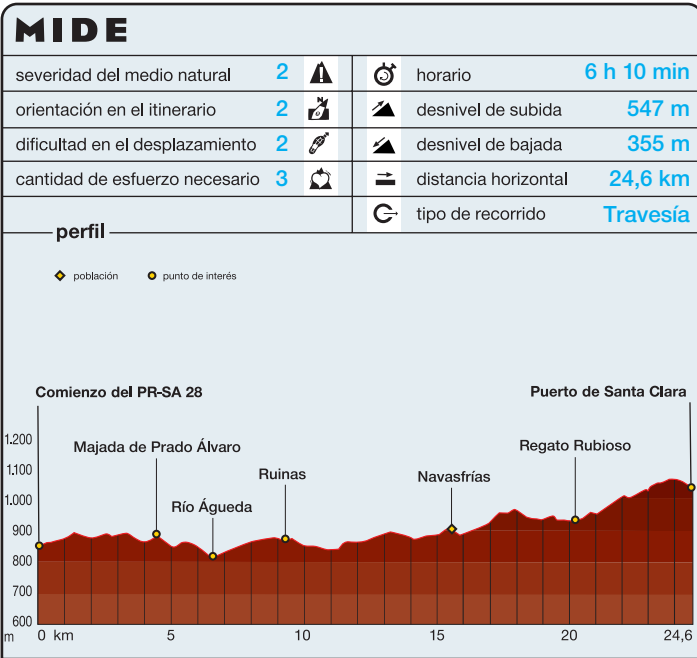 MIDE
severidad del medio natural 2
horario 6 h 10 min
orientación en el itinerario 2
desnivel de subida 547 m
dificultad en el desplazamiento 2
desnivel de bajada 355 m
cantidad de esfuerzo necesario 3
distancia horizontal 24,6 km
tipo de recorrido Travesía
perfil
población punto de interés
Comienzo del PR-SA 28 Puerto de Santa Clara
Majada de Prado Álvaro Regato Rubioso
Ruinas Navasfrías
Río Águeda
1.200
1.100
1.000
900
800
700
600
m 0 km 5 10 15 20 24,6